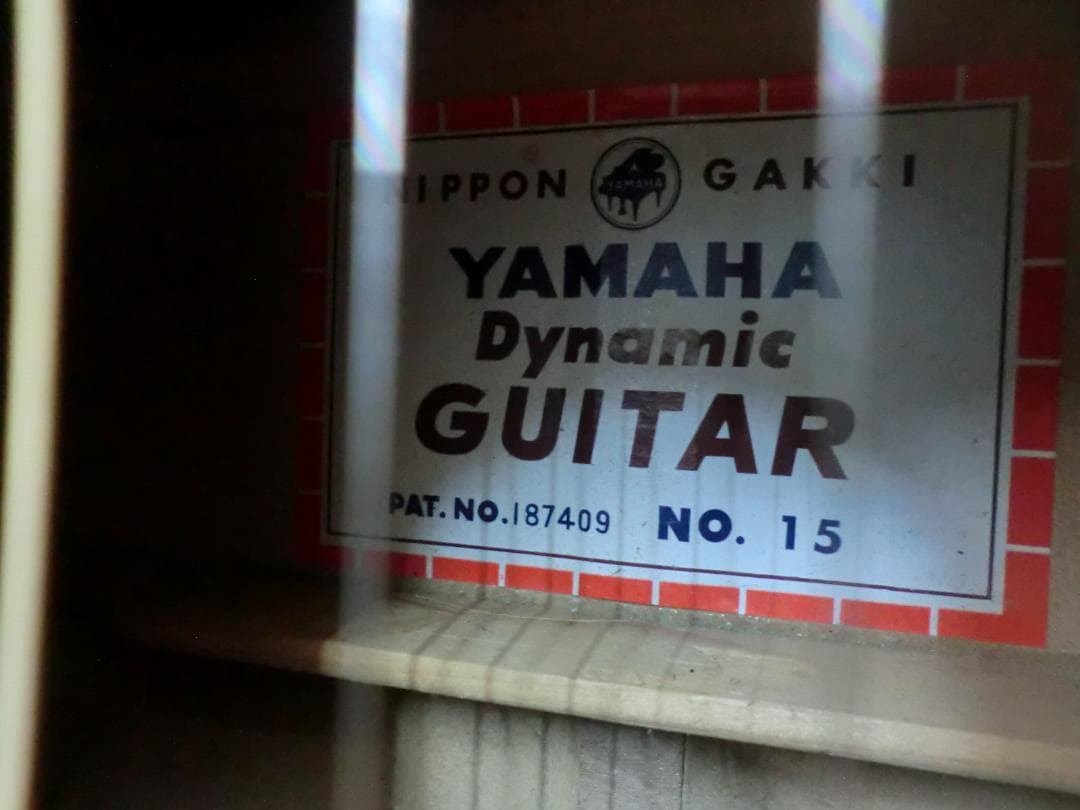 NIPPON YAMAHA GAKKI
YAMAHA
Dynamic
GUITAR
PAT. NO. 187409 NO. 15